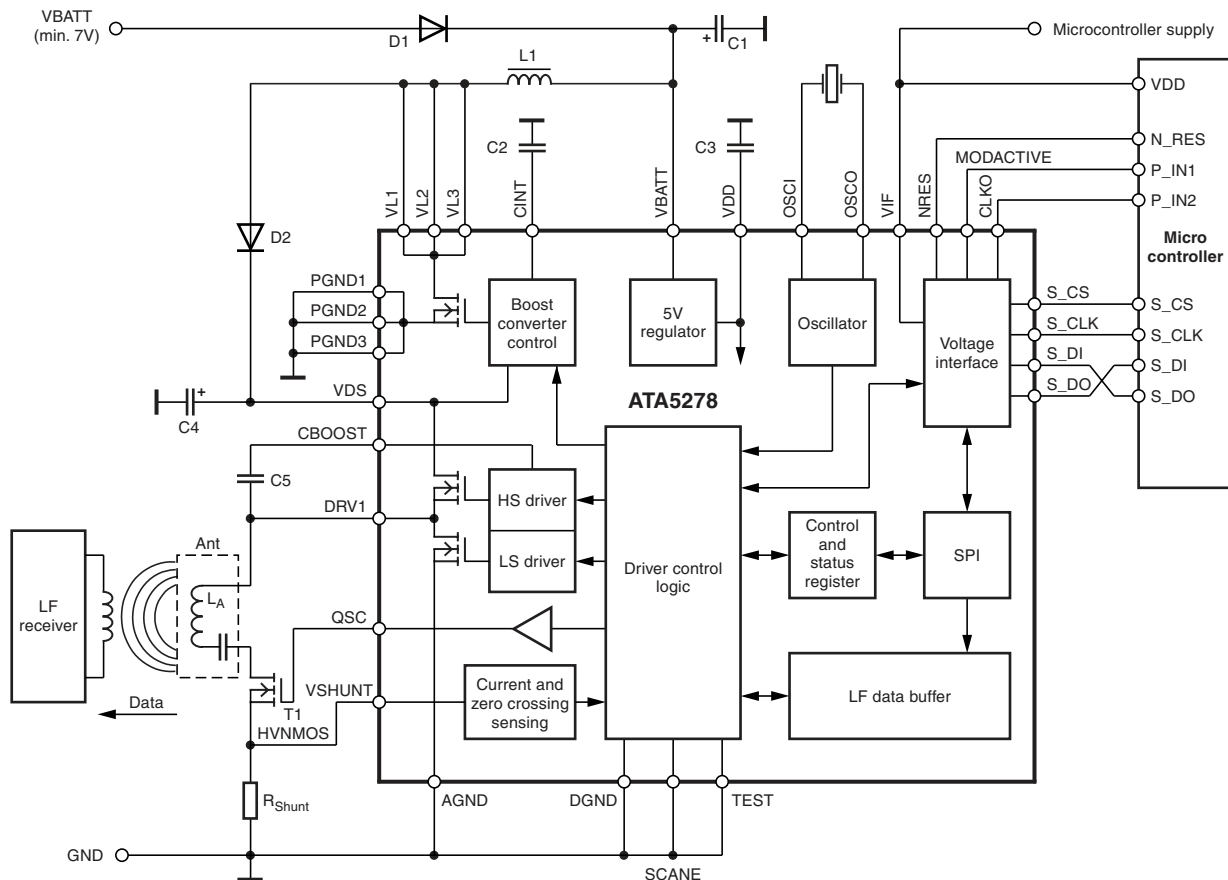 VBATT
(min. 7V)
D1
C1
Microcontroller supply
L1
C2
C3
VDD
N_RES
MODACTIVE
P_IN1
P_IN2
VL1
VL2
VL3
CINT
VBATT
VDD
OSCI
OSCO
VIF
NRES
CLKO
Micro
controller
D2
PGND1
PGND2
PGND3
Boost
converter
control
5V
regulator
Oscillator
Voltage
interface
S_CS
S_CLK
S_DI
S_DO
S_CS
S_CLK
S_DI
S_DO
C4
VDS
ATA5278
CBOOST
C5
DRV1
HS driver
LS driver
Driver control
logic
Control
and
status
register
SPI
Ant
LA
LF
receiver
QSC
Data
T1
VSHUNT
HVNMOS
Current and
zero crossing
sensing
LF data buffer
RShunt
AGND
DGND
TEST
GND
SCANE